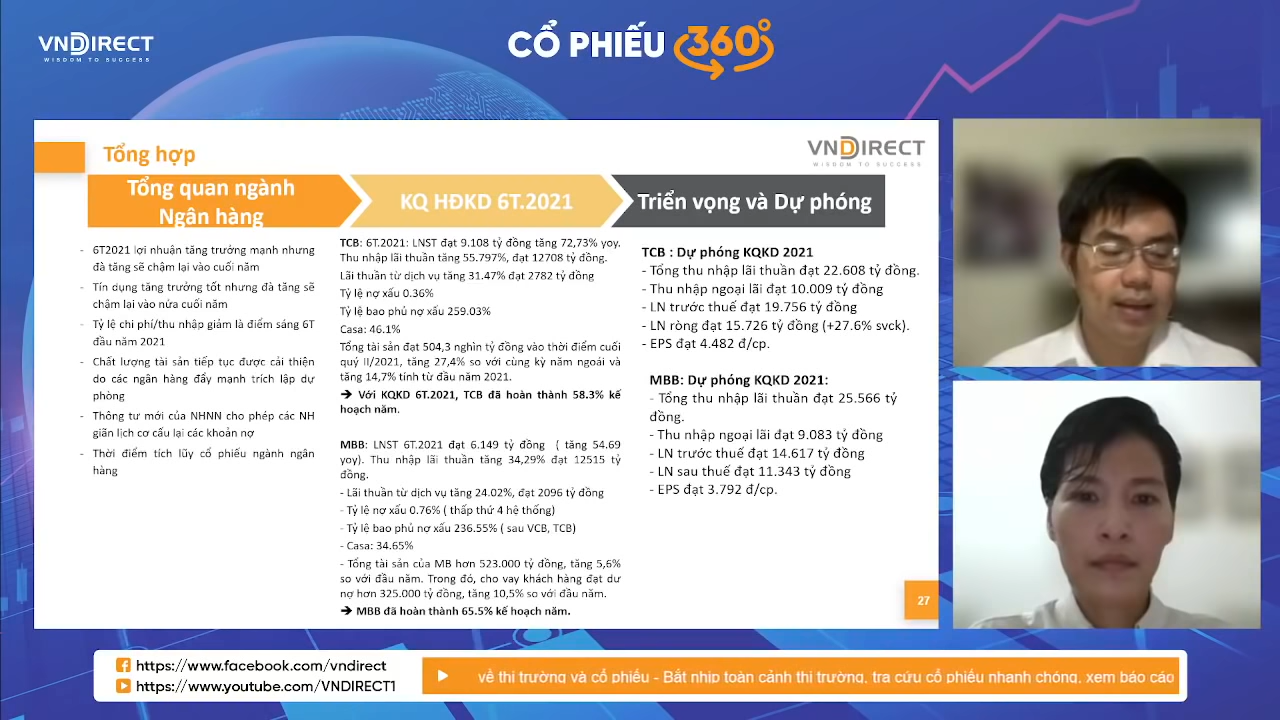 VNDIRECT
WISDOM TO SUCCESS
CỔ PHIẾU 360°
Tổng hợp
VNDIRECT
WISDOM TO SUCCESS
Tổng quan ngành
Ngân hàng
KQ HĐKD 6T.2021
Triển vọng và Dự phóng
- 6T2021 lợi nhuận tăng trưởng mạnh nhưng
đà tăng sẽ chậm lại vào cuối năm
- Tín dụng tăng trưởng tốt nhưng đà tăng sẽ
chậm lại vào nửa cuối năm
- Tỷ lệ chi phí/thu nhập giảm là điểm sáng 6T
đầu năm 2021
- Chất lượng tài sản tiếp tục được cải thiện
do các ngân hàng đẩy mạnh trích lập dự
phòng
- Thông tư mới của NHNN cho phép các NH
giãn lịch cơ cấu lại các khoản nợ
- Thời điểm tích lũy cổ phiếu ngành ngân
hàng
TCB: 6T.2021: LNST đạt 9.108 tỷ đồng tăng 72,73% yoy.
Thu nhập lãi thuần tăng 55.797%, đạt 12708 tỷ đồng.
Lãi thuần từ dịch vụ tăng 31.47% đạt 2782 tỷ đồng
Tỷ lệ nợ xấu 0.36%
Tỷ lệ bao phủ nợ xấu 259.03%
Casa: 46.1%
Tổng tài sản đạt 504,3 nghìn tỷ đồng vào thời điểm cuối
quý II/2021, tăng 27,4% so với cùng kỳ năm ngoái và
tăng 14,7% tính từ đầu năm 2021.
➔ Với KQKD 6T.2021, TCB đã hoàn thành 58.3% kế
hoạch năm.
MBB: LNST 6T.2021 đạt 6.149 tỷ đồng ( tăng 54.69
yoy). Thu nhập lãi thuần tăng 34,29% đạt 12515 tỷ
đồng.
- Lãi thuần từ dịch vụ tăng 24.02%, đạt 2096 tỷ đồng
- Tỷ lệ nợ xấu 0.76% ( thấp thứ 4 hệ thống)
- Tỷ lệ bao phủ nợ xấu 236.55% ( sau VCB, TCB)
- Casa: 34.65%
- Tổng tài sản của MB hơn 523.000 tỷ đồng, tăng 5,6%
so với đầu năm. Trong đó, cho vay khách hàng đạt dư
nợ hơn 325.000 tỷ đồng, tăng 10,5% so với đầu năm.
➔ MBB đã hoàn thành 65.5% kế hoạch năm.
TCB : Dự phóng KQKD 2021
- Tổng thu nhập lãi thuần đạt 22.608 tỷ đồng.
- Thu nhập ngoại lãi đạt 10.009 tỷ đồng
- LN trước thuế đạt 19.756 tỷ đồng
- LN ròng đạt 15.726 tỷ đồng (+27.6% svck).
- EPS đạt 4.482 đ/cp.
MBB: Dự phóng KQKD 2021:
- Tổng thu nhập lãi thuần đạt 25.566 tỷ
đồng.
- Thu nhập ngoại lãi đạt 9.083 tỷ đồng
- LN trước thuế đạt 14.617 tỷ đồng
- LN sau thuế đạt 11.343 tỷ đồng
- EPS đạt 3.792 đ/cp.
27
https://www.facebook.com/vndirect
https://www.youtube.com/VNDIRECT1
về thị trường và cổ phiếu - Bắt nhịp toàn cảnh thị trường, tra cứu cổ phiếu nhanh chóng, xem báo cáo